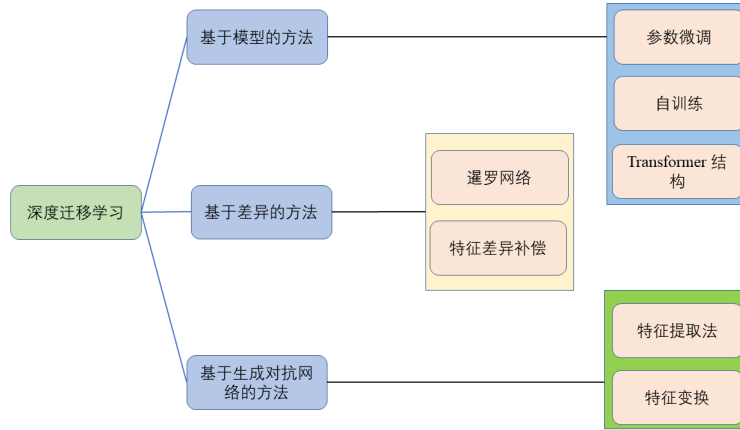 深度迁移学习
基于模型的方法
参数微调
自训练
Transformer 结
构
基于差异的方法
暹罗网络
特征差异补偿
基于生成对抗网
络的方法
特征提取法
特征变换